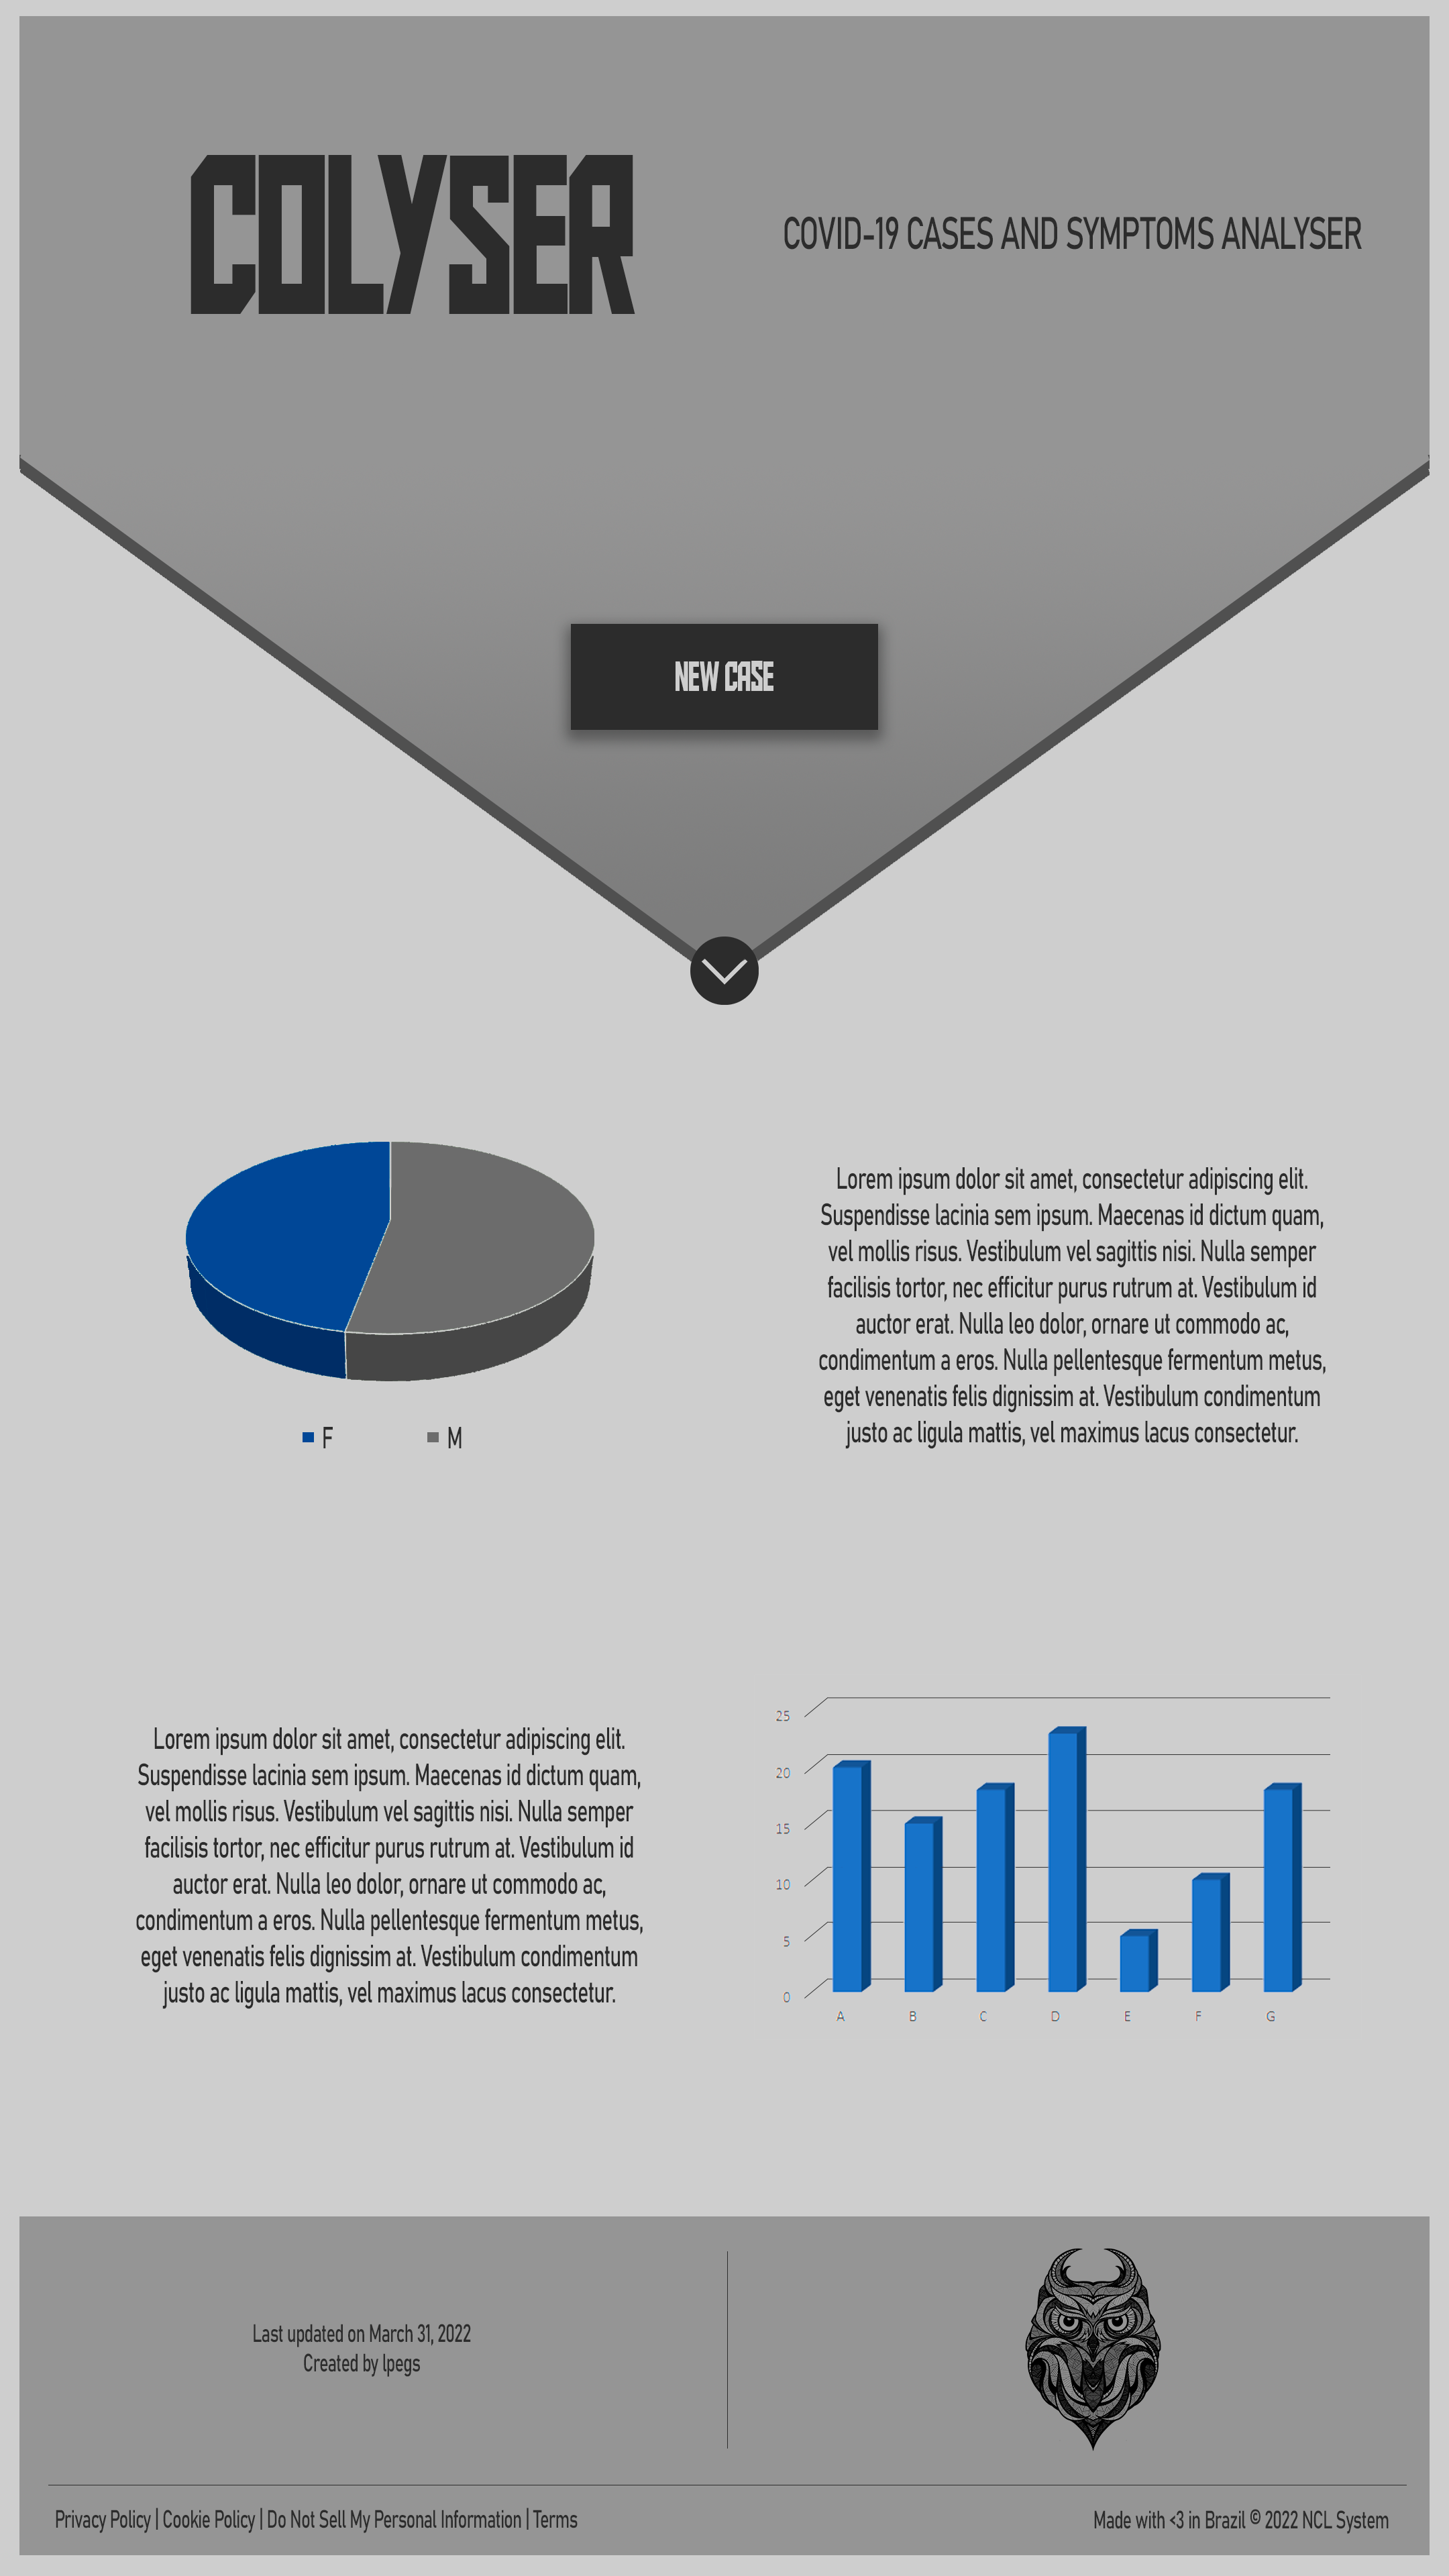 COLYSER
COVID-19 CASES AND SYMPTOMS ANALYSER
NEW CASE
Lorem ipsum dolor sit amet, consectetur adipiscing elit.
Suspendisse lacinia sem ipsum. Maecenas id dictum quam,
vel mollis risus. Vestibulum vel sagittis nisi. Nulla semper
facilisis tortor, nec efficitur purus rutrum at. Vestibulum id
auctor erat. Nulla leo dolor, ornare ut commodo ac,
condimentum a eros. Nulla pellentesque fermentum metus,
eget venenatis felis dignissim at. Vestibulum condimentum
justo ac ligula mattis, vel maximus lacus consectetur.
F M
Lorem ipsum dolor sit amet, consectetur adipiscing elit.
Suspendisse lacinia sem ipsum. Maecenas id dictum quam,
vel mollis risus. Vestibulum vel sagittis nisi. Nulla semper
facilisis tortor, nec efficitur purus rutrum at. Vestibulum id
auctor erat. Nulla leo dolor, ornare ut commodo ac,
condimentum a eros. Nulla pellentesque fermentum metus,
eget venenatis felis dignissim at. Vestibulum condimentum
justo ac ligula mattis, vel maximus lacus consectetur.
25
20
15
10
5
0
A B C D E F G
Last updated on March 31, 2022
Created by lpegs
Privacy Policy | Cookie Policy | Do Not Sell My Personal Information | Terms
Made with <3 in Brazil © 2022 NCL System